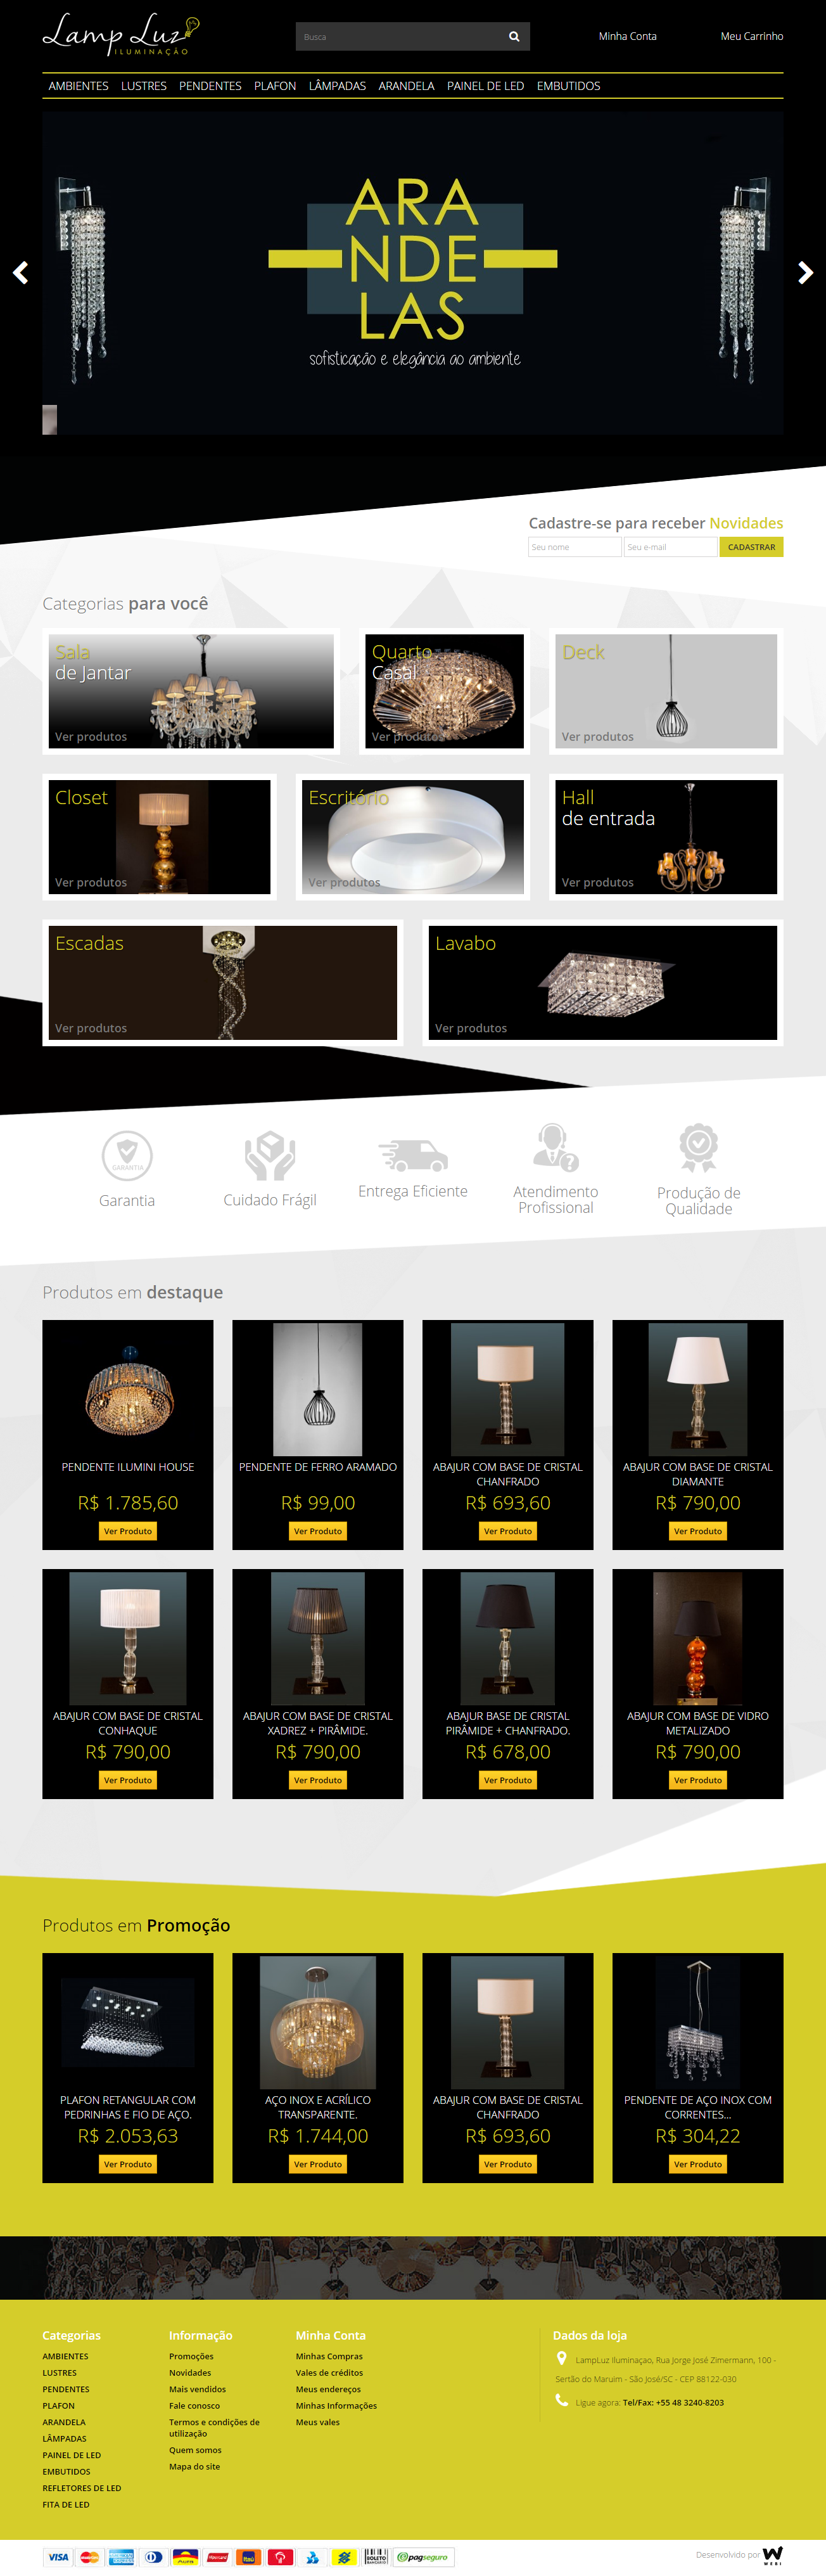 Lamp Luz
ILUMINAÇÃO
Busca
Minha Conta
Meu Carrinho
AMBIENTES LUSTRES PENDENTES PLAFON LÂMPADAS ARANDELA PAINEL DE LED EMBUTIDOS
ARA
NDE
LAS
sofisticação e elegância ao ambiente
Cadastre-se para receber Novidades
Seu nome
Seu e-mail
CADASTRAR
Categorias para você
Sala
de Jantar
Ver produtos
Quarto
Casal
Ver produtos
Deck
Ver produtos
Closet
Ver produtos
Escritório
Ver produtos
Hall
de entrada
Ver produtos
Escadas
Ver produtos
Lavabo
Ver produtos
GARANTIA
Garantia
Cuidado Frágil
Entrega Eficiente
Atendimento
Profissional
Produção de
Qualidade
Produtos em destaque
PENDENTE ILUMINI HOUSE
R$ 1.785,60
Ver Produto
PENDENTE DE FERRO ARAMADO
R$ 99,00
Ver Produto
ABAJUR COM BASE DE CRISTAL
CHANFRADO
R$ 693,60
Ver Produto
ABAJUR COM BASE DE CRISTAL
DIAMANTE
R$ 790,00
Ver Produto
ABAJUR COM BASE DE CRISTAL
CONHAQUE
R$ 790,00
Ver Produto
ABAJUR COM BASE DE CRISTAL
XADREZ + PIRÂMIDE.
R$ 790,00
Ver Produto
ABAJUR BASE DE CRISTAL
PIRÂMIDE + CHANFRADO.
R$ 678,00
Ver Produto
ABAJUR COM BASE DE VIDRO
METALIZADO
R$ 790,00
Ver Produto
Produtos em Promoção
PLAFON RETANGULAR COM
PEDRINHAS E FIO DE AÇO.
R$ 2.053,63
Ver Produto
AÇO INOX E ACRÍLICO
TRANSPARENTE.
R$ 1.744,00
Ver Produto
ABAJUR COM BASE DE CRISTAL
CHANFRADO
R$ 693,60
Ver Produto
PENDENTE DE AÇO INOX COM
CORRENTES...
R$ 304,22
Ver Produto
Categorias
AMBIENTES
LUSTRES
PENDENTES
PLAFON
ARANDELA
LÂMPADAS
PAINEL DE LED
EMBUTIDOS
REFLETORES DE LED
FITA DE LED
Informação
Promoções
Novidades
Mais vendidos
Fale conosco
Termos e condições de
utilização
Quem somos
Mapa do site
Minha Conta
Minhas Compras
Vales de créditos
Meus endereços
Minhas Informações
Meus vales
Dados da loja
LampLuz Iluminaçao, Rua Jorge José Zimermann, 100 -
Sertão do Maruim - São José/SC - CEP 88122-030
Ligue agora: Tel/Fax: +55 48 3240-8203
VISA
BOLETO
pagseguro
Desenvolvido por
WEBI